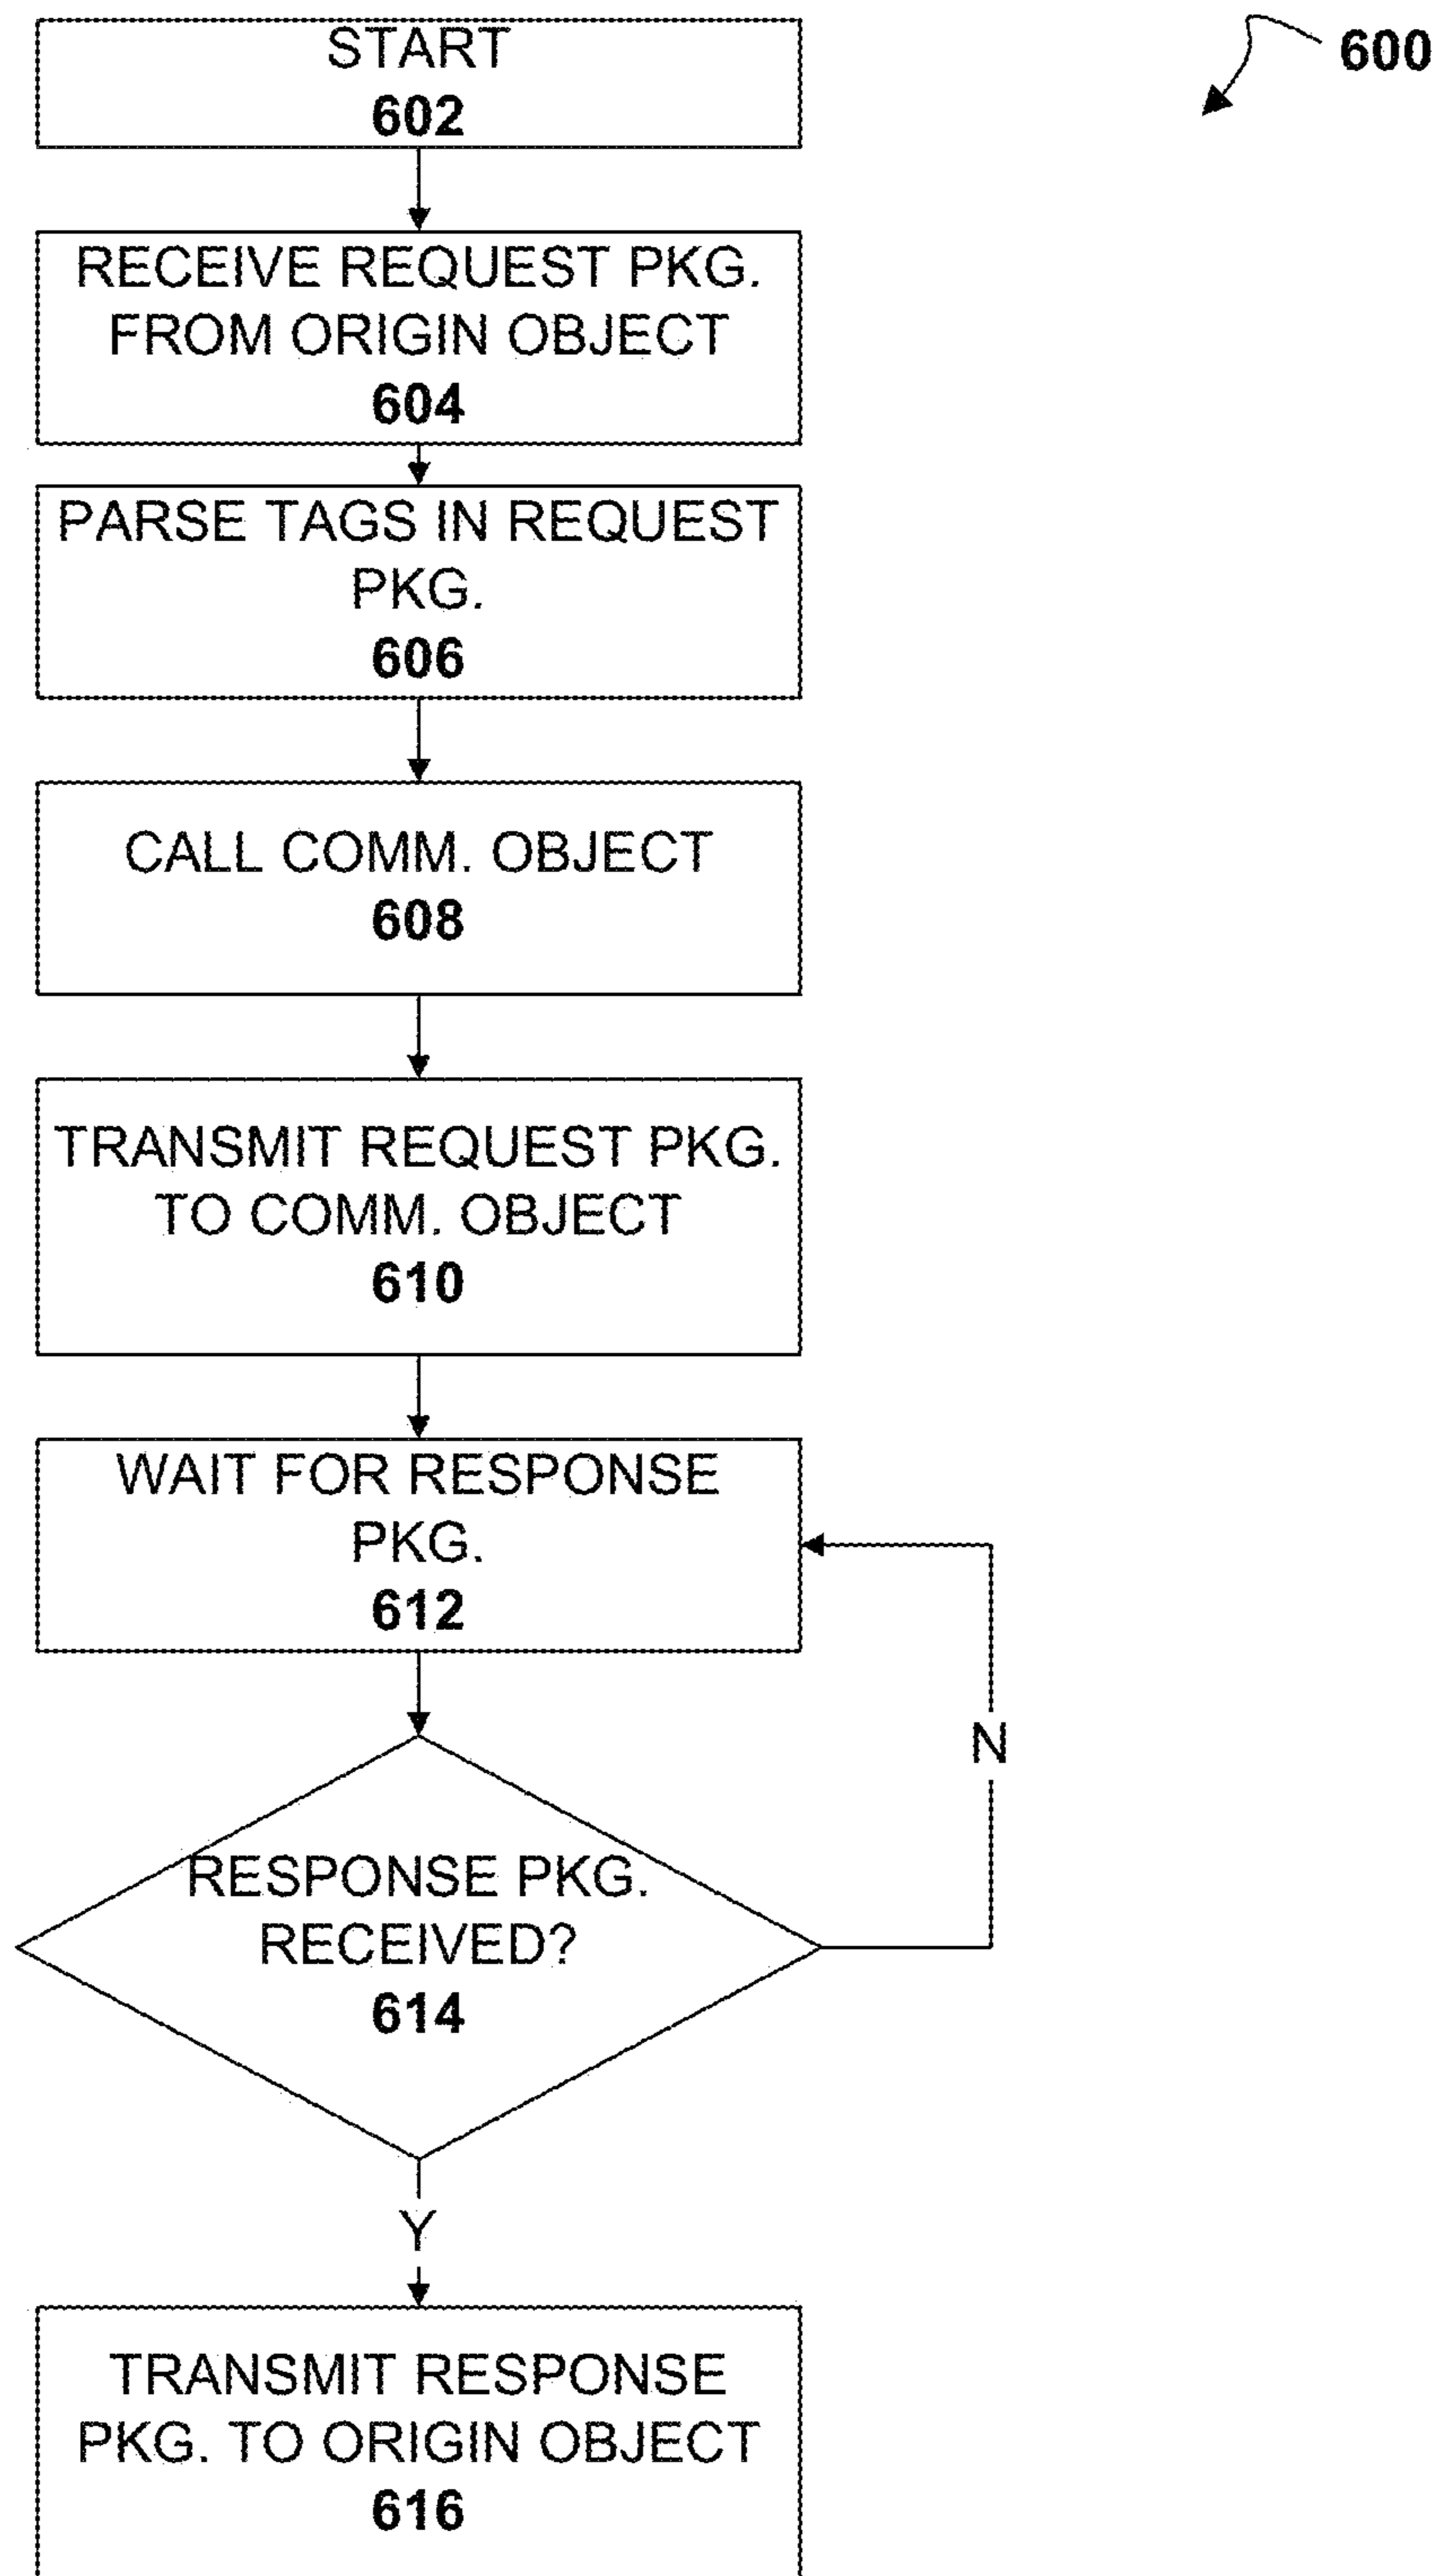 START
602
600
RECEIVE REQUEST PKG.
FROM ORIGIN OBJECT
604
PARSE TAGS IN REQUEST
PKG.
606
CALL COMM. OBJECT
608
TRANSMIT REQUEST PKG.
TO COMM. OBJECT
610
WAIT FOR RESPONSE
PKG.
612
N
RESPONSE PKG.
RECEIVED?
614
Y
TRANSMIT RESPONSE
PKG. TO ORIGIN OBJECT
616